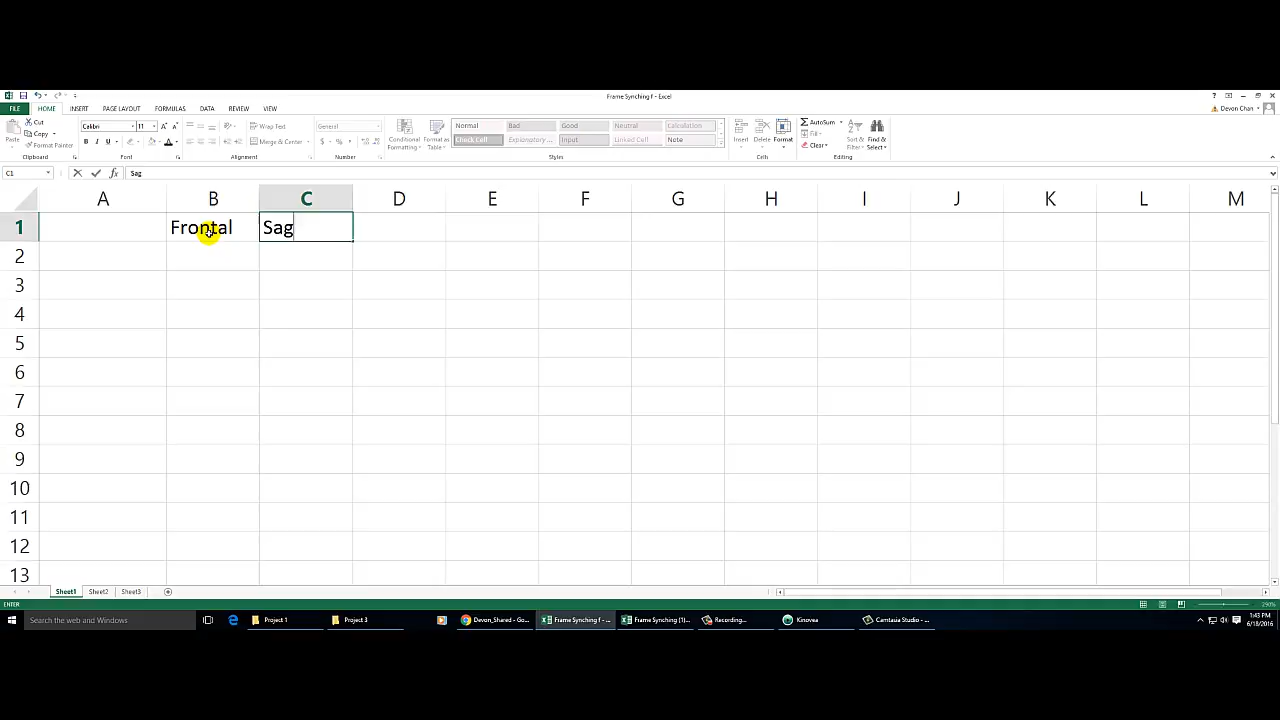 Frame Synching f - Excel
FILE HOME INSERT PAGE LAYOUT FORMULAS DATA REVIEW VIEW
Devon Chan
Cut
Copy
Format Painter
Paste
Clipboard
Calibri 11
B I U
Font
Wrap Text
Merge & Center
Alignment
General
Number
Conditional Formatting
Format as Table
Normal Bad Good Neutral Calculation
Check Cell Explanatory ... Input Linked Cell Note
Styles
Insert Delete Format
Cells
AutoSum
Fill
Clear
Sort & Filter
Find & Select
Editing
C1 fx Sag
A B C D E F G H I J K L M
1 Frontal Sag
2
3
4
5
6
7
8
9
10
11
12
13
Sheet1 Sheet2 Sheet3
ENTER 290%
Search the web and Windows
Project 1
Project 3
Devon_Shared - Go...
Frame Synching f - ...
Frame Synching (1)...
Recording...
Kinovea
Camtasia Studio - ...
1:43 PM
6/18/2016